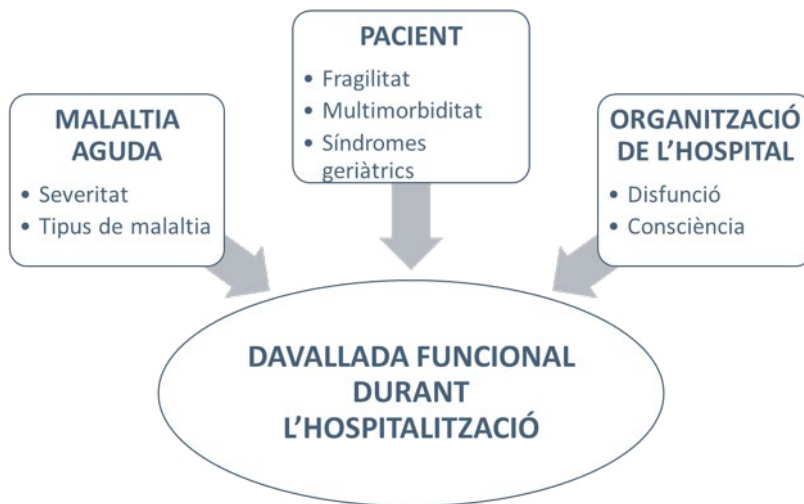 MALALTIA
AGUDA
• Severitat
• Tipus de malaltia
PACIENT
• Fragilitat
• Multimorbiditat
• Síndromes
geriàtrics
ORGANITZACIÓ
DE L’HOSPITAL
• Disfunció
• Consciència
DAVALLADA FUNCIONAL
DURANT
L’HOSPITALITZACIÓ